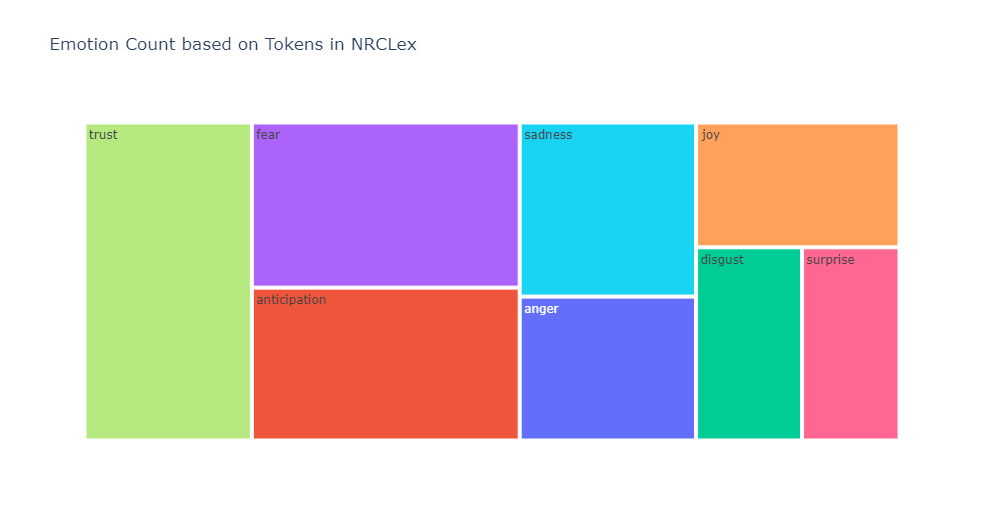 Emotion Count based on Tokens in NRCLex
trust
fear
sadness
joy
disgust
surprise
anticipation
anger